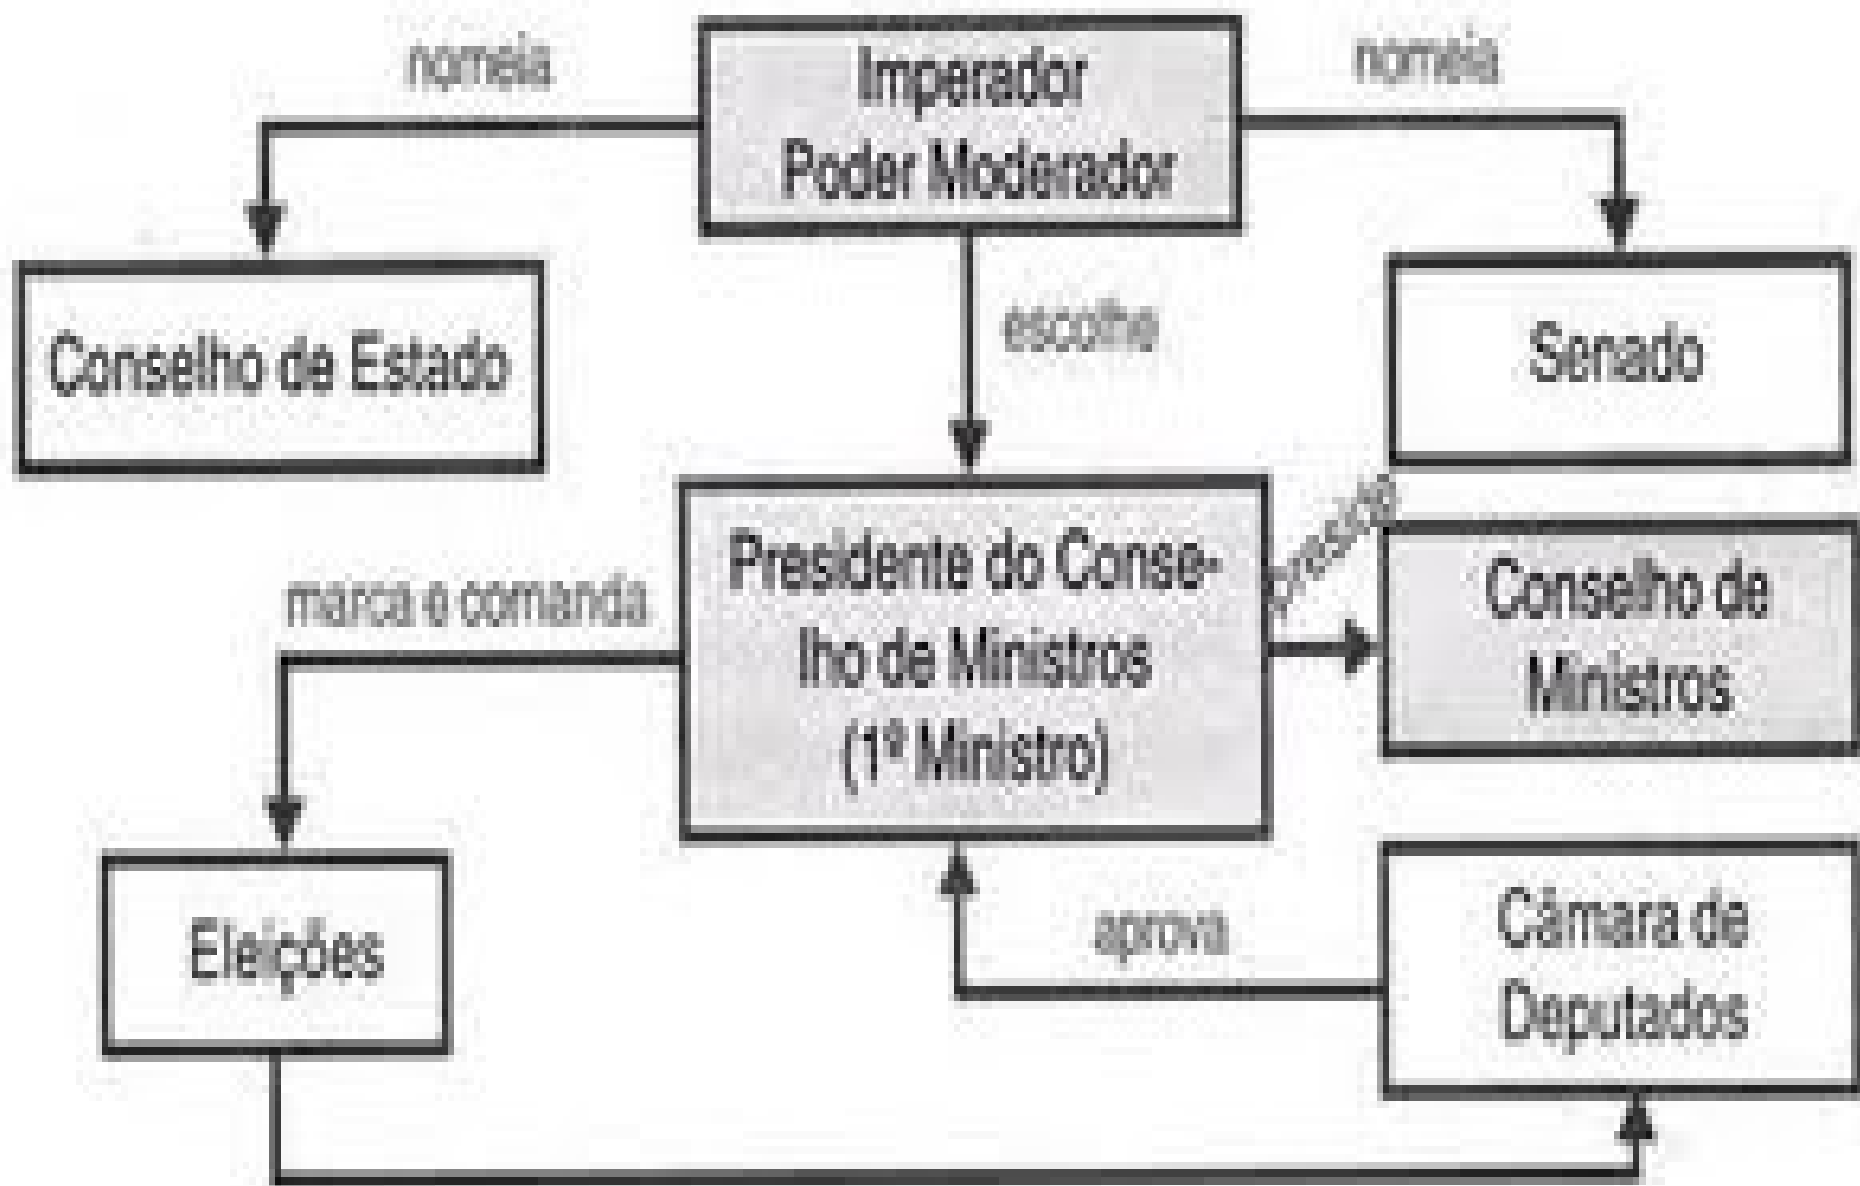 nomeia
Imperador
Poder Moderador
nomeia
Conselho de Estado
escolhe
Senado
Presidente do Conse-
lho de Ministros
(1º Ministro)
preside
Conselho de
Ministros
marca e comanda
Eleições
aprova
Câmara de
Deputados